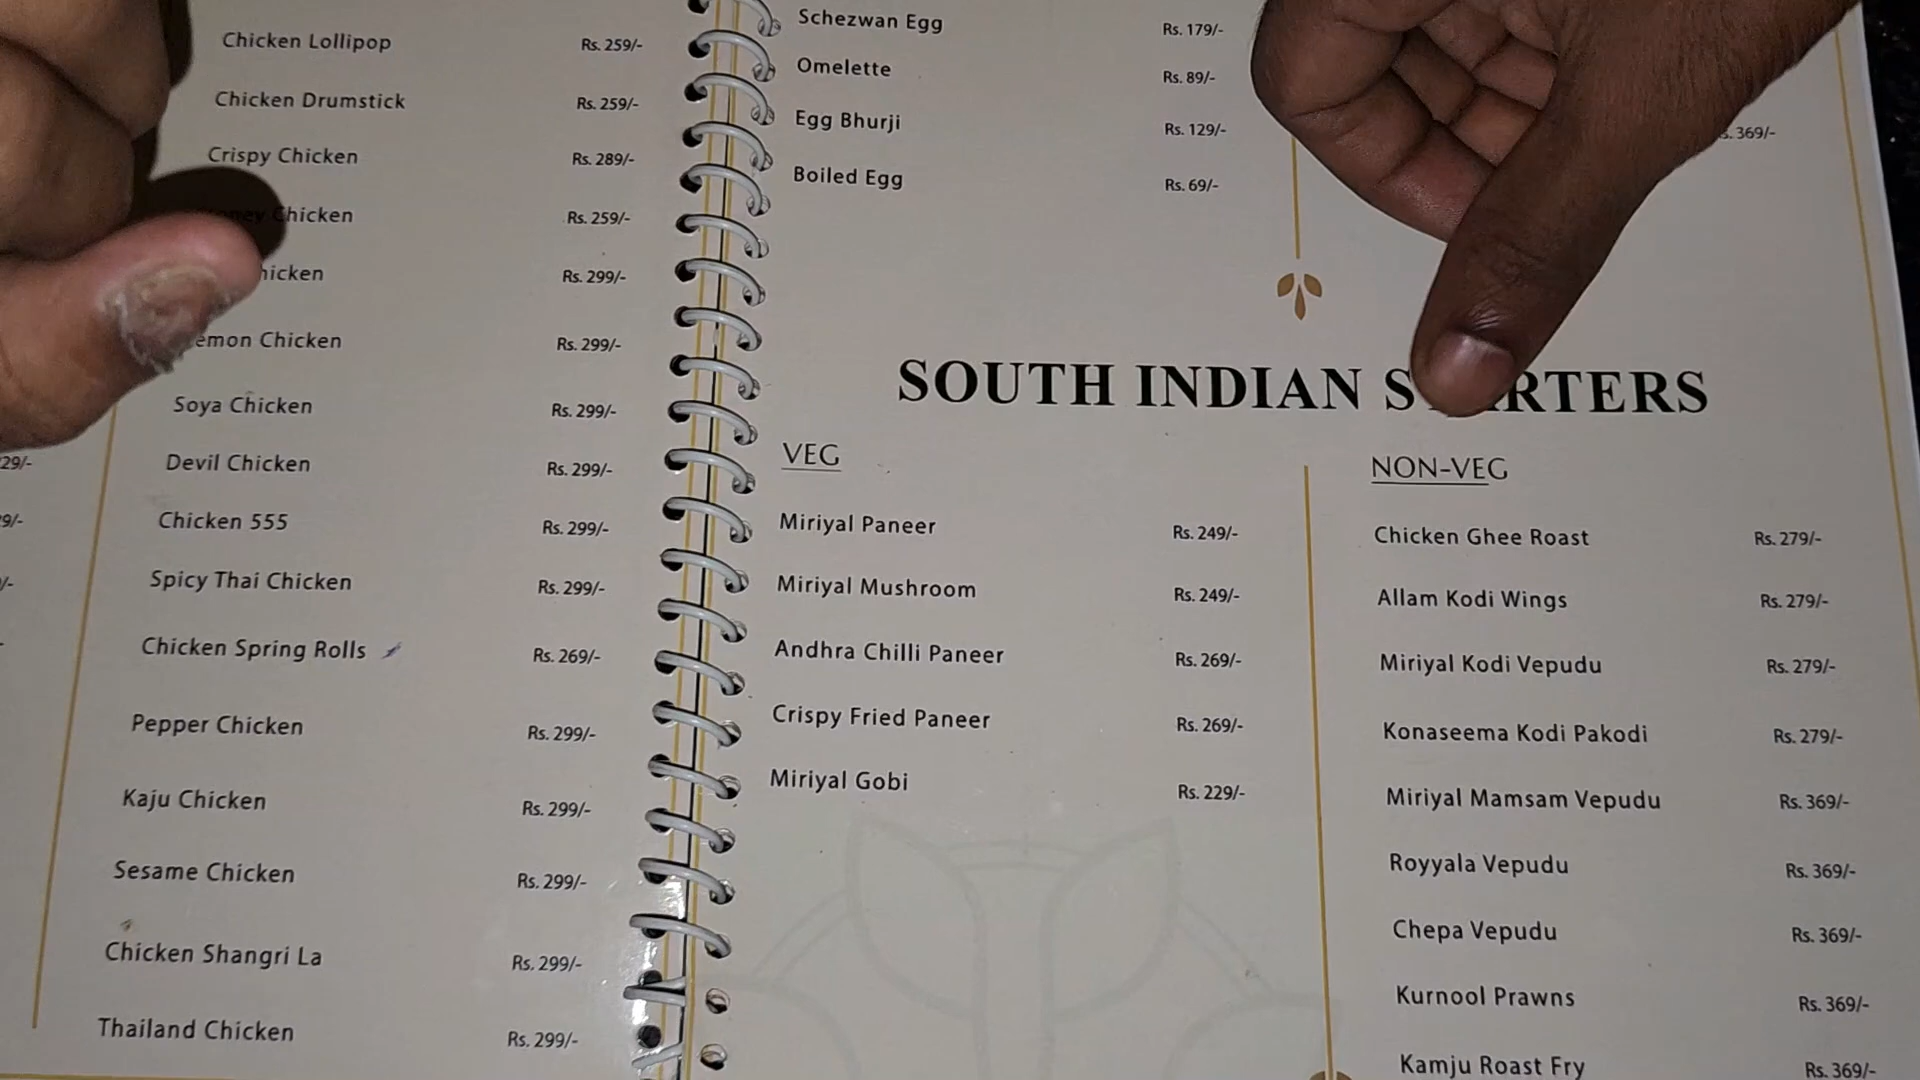 Chicken Lollipop Rs. 259/-
Chicken Drumstick Rs. 259/-
Crispy Chicken Rs. 289/-
Chicken Rs. 259/-
Rs. 299/-
Chicken Rs. 299/-
Soya Chicken Rs. 299/-
Devil Chicken Rs. 299/-
Chicken 555 Rs. 299/-
Spicy Thai Chicken Rs. 299/-
Chicken Spring Rolls Rs. 269/-
Pepper Chicken Rs. 299/-
Kaju Chicken Rs. 299/-
Sesame Chicken Rs. 299/-
Chicken Shangri La Rs. 299/-
Thailand Chicken Rs. 299/-
Schezwan Egg Rs. 179/-
Omelette Rs. 89/-
Egg Bhurji Rs. 129/-
Boiled Egg Rs. 69/-
369/-
SOUTH INDIAN STARTERS
VEG
Miriyal Paneer Rs. 249/-
Miriyal Mushroom Rs. 249/-
Andhra Chilli Paneer Rs. 269/-
Crispy Fried Paneer Rs. 269/-
Miriyal Gobi Rs. 229/-
NON-VEG
Chicken Ghee Roast Rs. 279/-
Allam Kodi Wings Rs. 279/-
Miriyal Kodi Vepudu Rs. 279/-
Konaseema Kodi Pakodi Rs. 279/-
Miriyal Mamsam Vepudu Rs. 369/-
Royyala Vepudu Rs. 369/-
Chepa Vepudu Rs. 369/-
Kurnool Prawns Rs. 369/-
Kamju Roast Fry Rs. 369/-